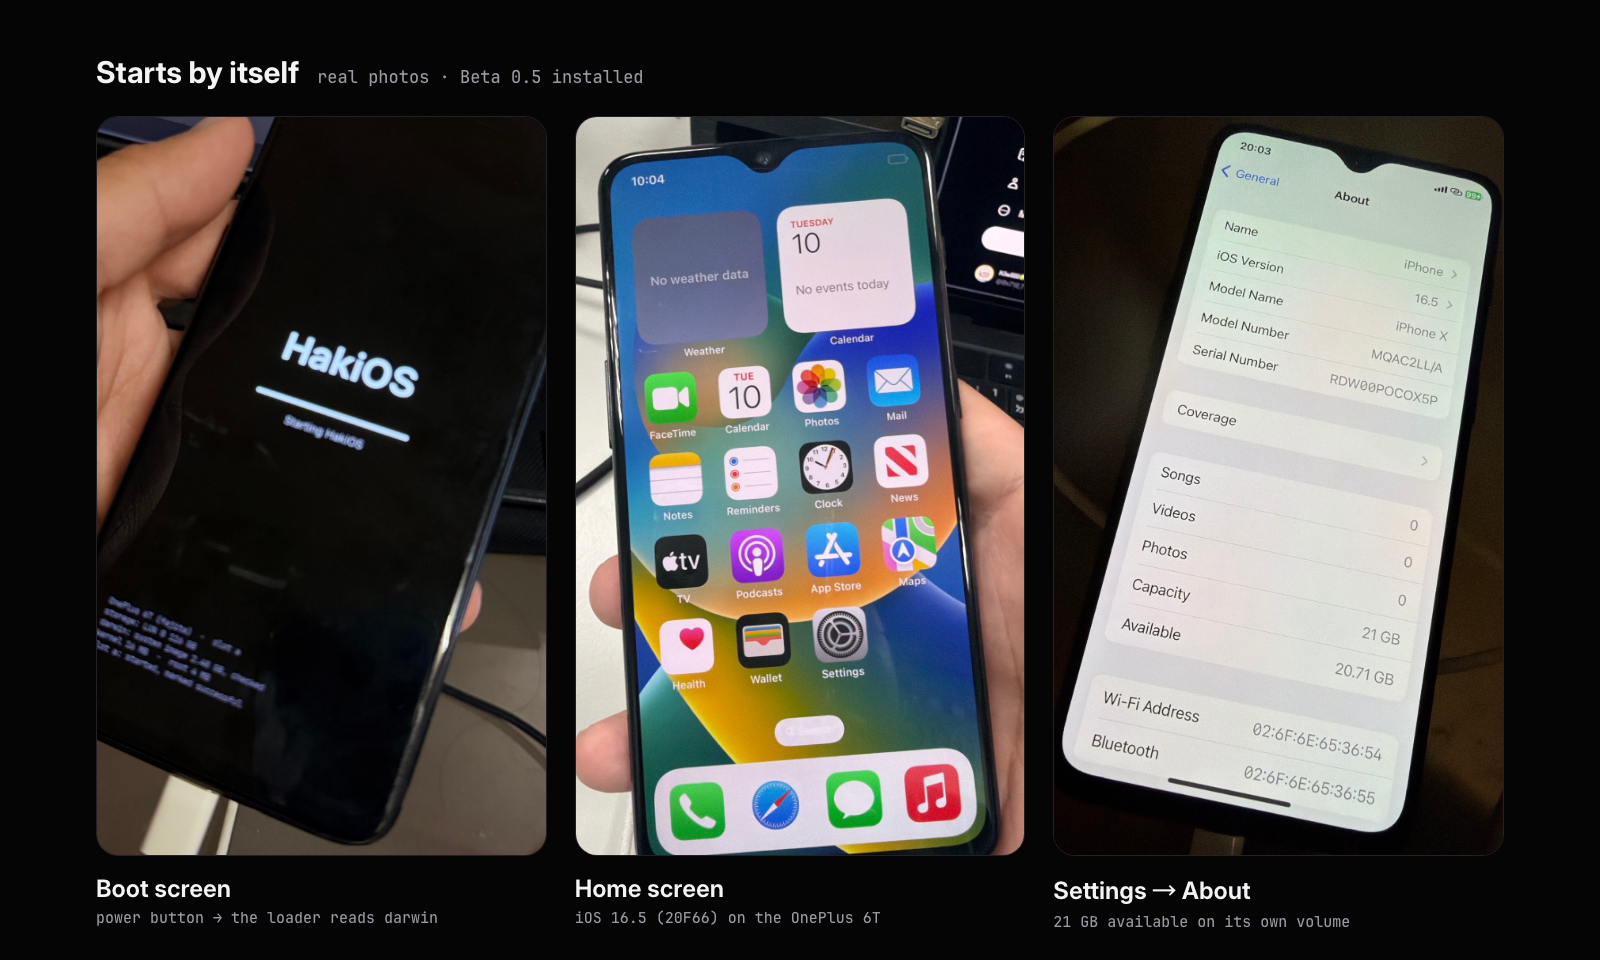 Starts by itself real photos · Beta 0.5 installed
HakiOS
Starting HakiOS
OnePlus 6T
10:04
No weather data
Weather
TUESDAY
10
No events today
Calendar
FaceTime
TUE
10
Calendar
Photos
Mail
Notes
Reminders
Clock
News
tv
TV
Podcasts
App Store
Maps
Health
Wallet
Settings
20:03
General
About
Name iPhone
iOS Version 16.5
Model Name iPhone X
Model Number MQAC2LL/A
Serial Number RDW00POCOX5P
Coverage
Songs 0
Videos 0
Photos 0
Capacity 21 GB
Available 20.71 GB
Wi-Fi Address 02:6F:6E:65:36:54
Bluetooth 02:6F:6E:65:36:55
Boot screen
power button → the loader reads darwin
Home screen
iOS 16.5 (20F66) on the OnePlus 6T
Settings → About
21 GB available on its own volume